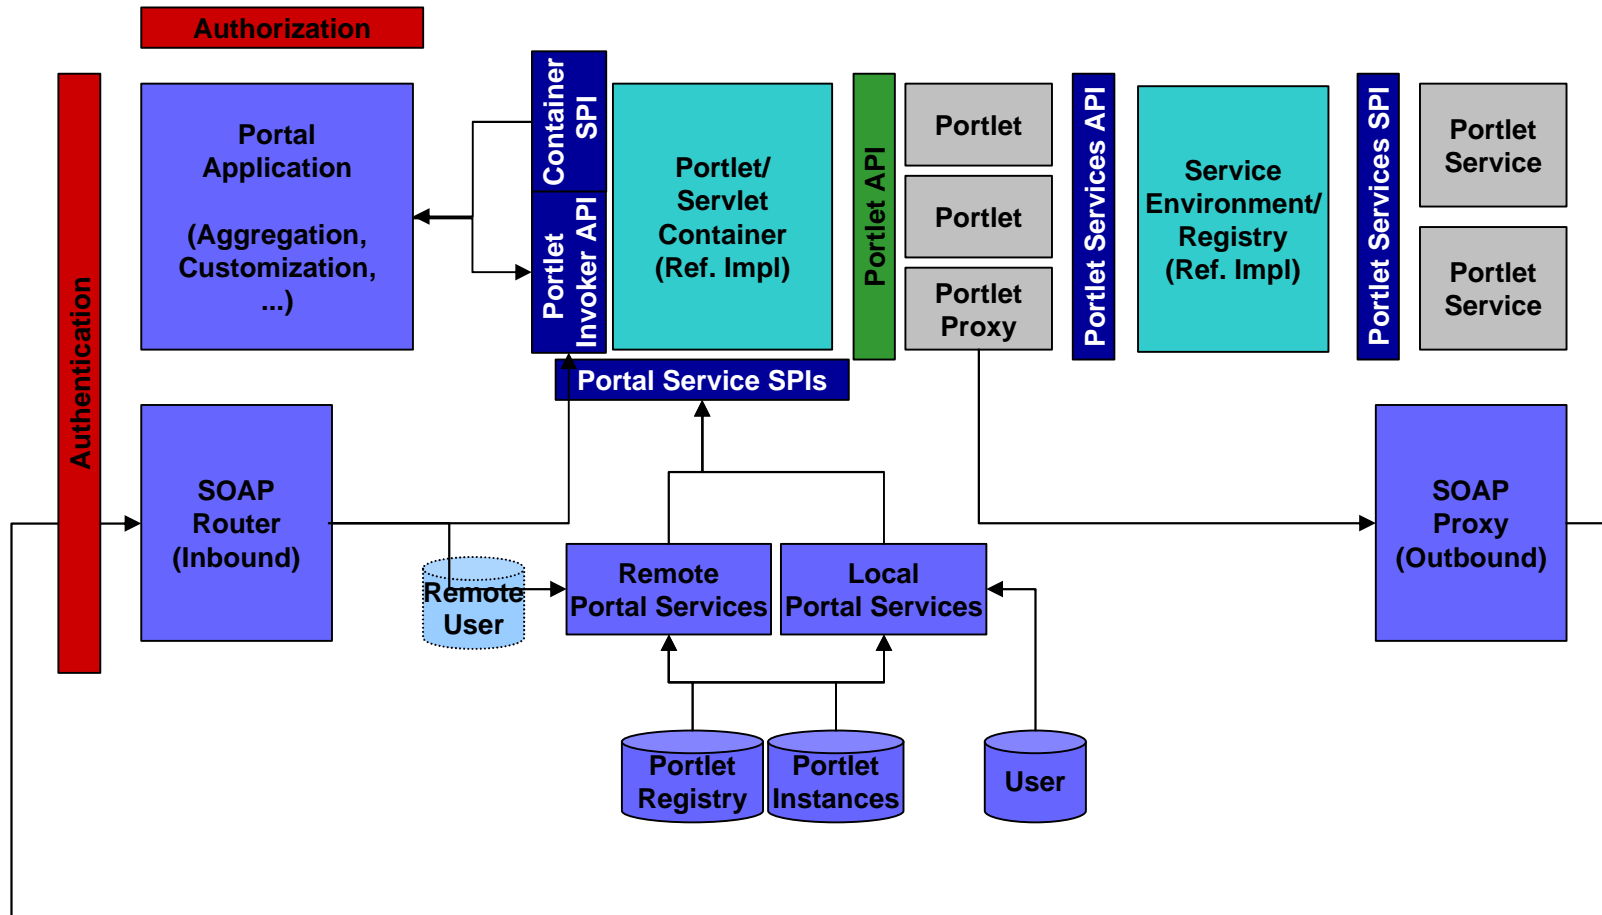 Authorization
Authentication
Portal
Application
(Aggregation,
Customization,
...)
Container
SPI
Portlet
Invoker API
Portlet/
Servlet
Container
(Ref. Impl)
Portlet API
Portlet
Portlet
Portlet
Proxy
Portlet Services API
Service
Environment/
Registry
(Ref. Impl)
Portlet Services SPI
Portlet
Service
Portlet
Service
Portal Service SPIs
SOAP
Router
(Inbound)
Remote
User
Remote
Portal Services
Local
Portal Services
SOAP
Proxy
(Outbound)
Portlet
Registry
Portlet
Instances
User